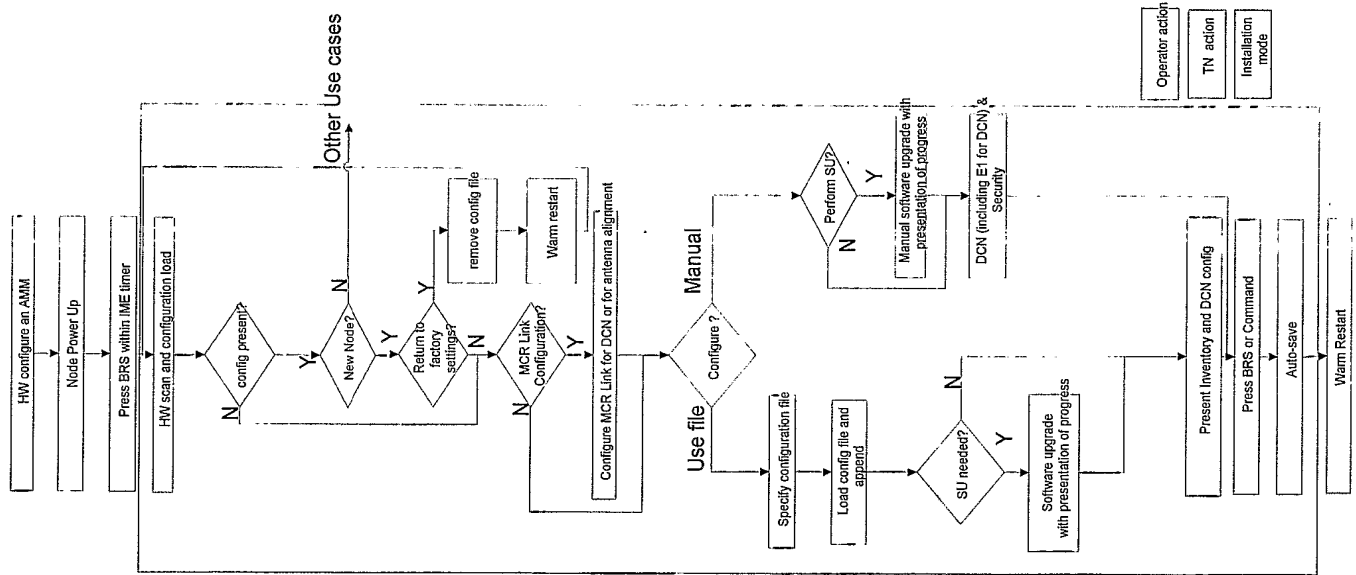 HW configure an AMM
Node Power Up
Press BRS within IME timer
HW scan and configuration load
config present?
N
Y
New Node?
N
Other Use cases
Y
Return to
factory
settings?
Y
remove config file
Warm restart
N
MCR Link
Configuration?
N
Y
Configure MCR Link for DCN or for antenna alignment
Configure ?
Use file
Manual
Specify configuration file
Load config file and
append
SU needed?
N
Y
Software upgrade
with presentation of progress
Perform SU?
N
Y
Manual software upgrade with
presentation of progress
DCN (including E1 for DCN) &
Security
Present Inventory and DCN config
Press BRS or Command
Auto-save
Warm Restart
Operator action
TN action
Installation
mode